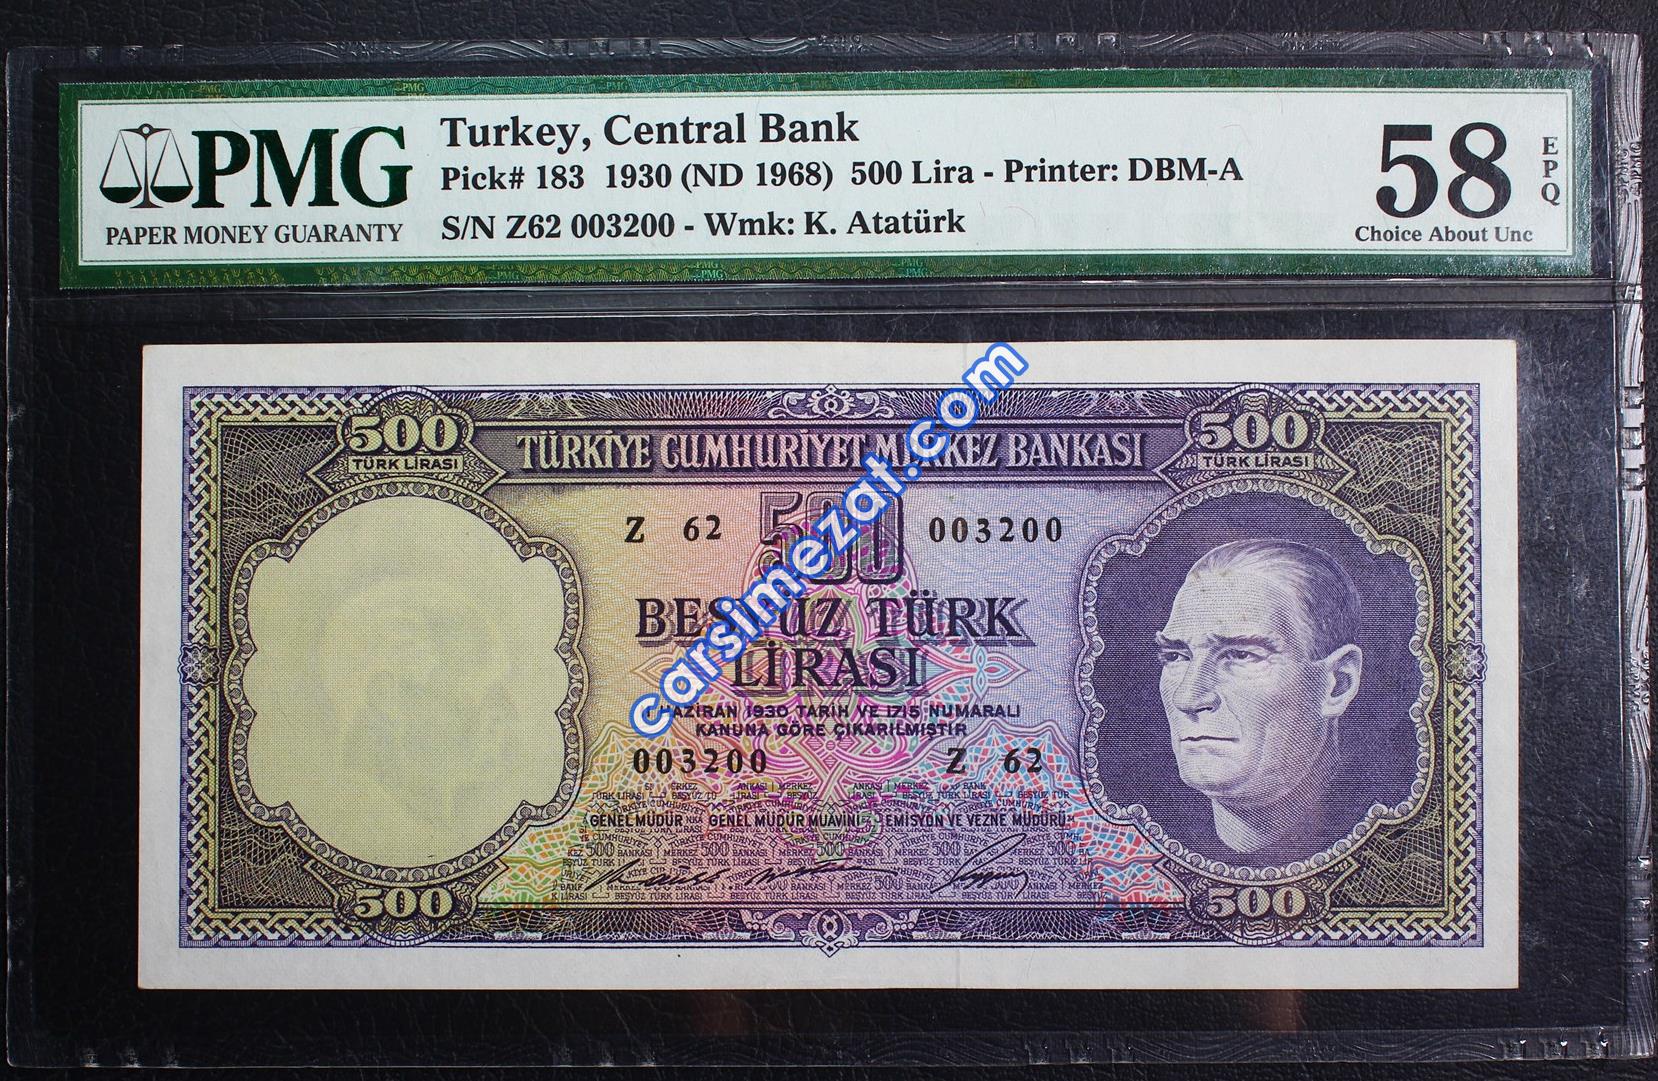 PMG
PAPER MONEY GUARANTY
Turkey, Central Bank
Pick# 183 1930 (ND 1968) 500 Lira - Printer: DBM-A
S/N Z62 003200 - Wmk: K. Atatürk
58
EPQ
Choice About Unc
500
TÜRK LİRASI
TÜRKİYE CUMHURİYET MERKEZ BANKASI
500
TÜRK LİRASI
500
Z 62
003200
BEŞYÜZ TÜRK
LİRASI
1 HAZİRAN 1930 TARİH VE 1715 NUMARALI
KANUNA GÖRE ÇIKARILMIŞTIR
003200
Z 62
GENEL MÜDÜR
GENEL MÜDÜR MUAVİNİ
EMİSYON VE VEZNE MÜDÜRÜ
500
500
carsimezat.com